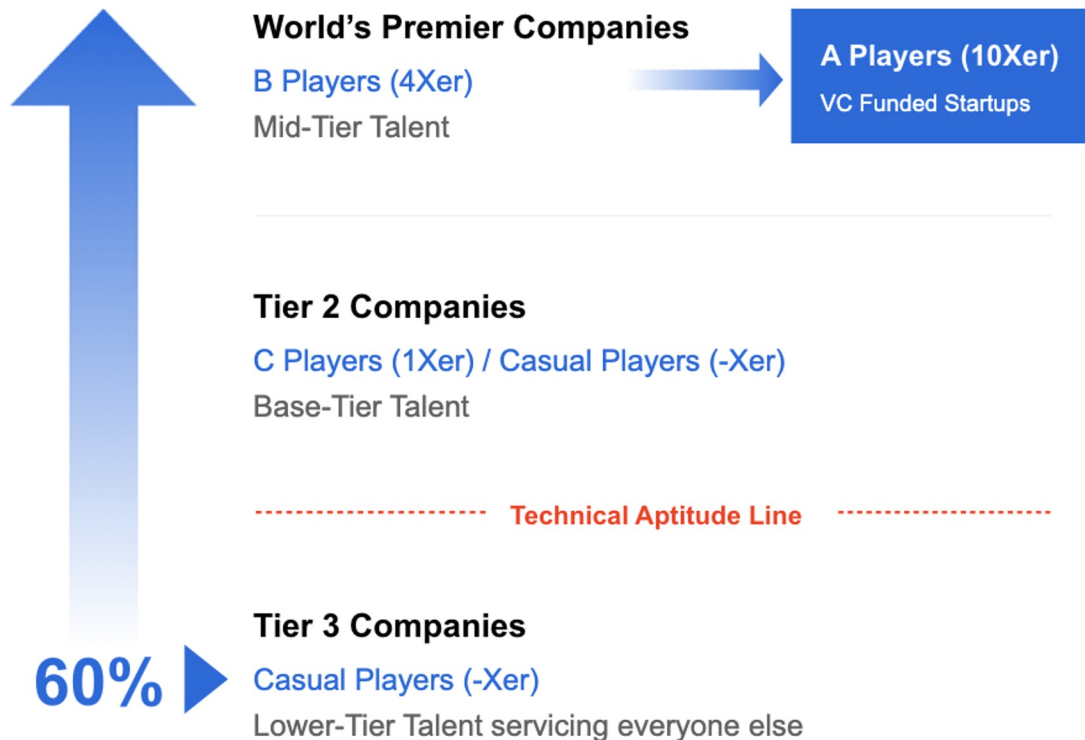 World’s Premier Companies
B Players (4Xer)
Mid-Tier Talent
A Players (10Xer)
VC Funded Startups
Tier 2 Companies
C Players (1Xer) / Casual Players (-Xer)
Base-Tier Talent
Technical Aptitude Line
60%
Tier 3 Companies
Casual Players (-Xer)
Lower-Tier Talent servicing everyone else